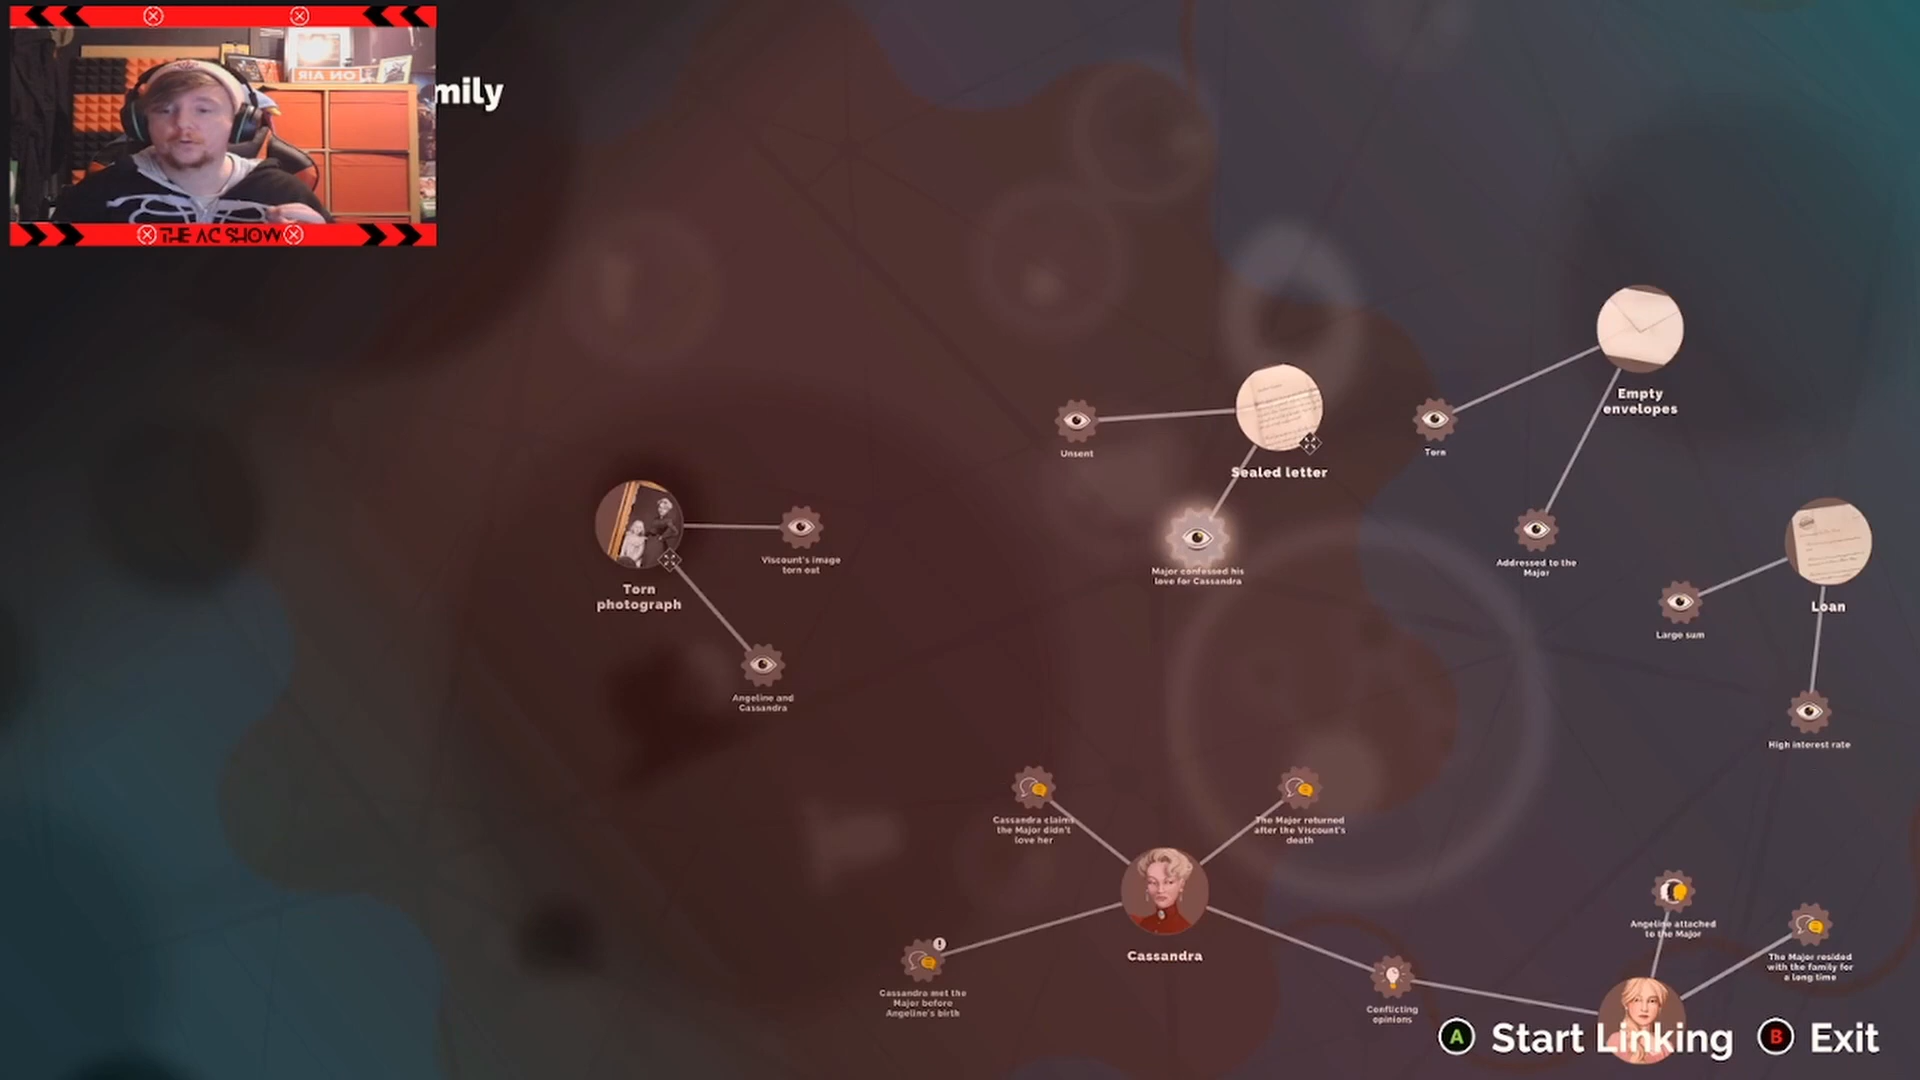 ON AIR
mily
THE AC SHOW
Empty
envelopes
Unsent
Sealed letter
Torn
Major confessed his
love for Cassandra
Addressed to the
Major
Viscount's image
torn out
Torn
photograph
Loan
Large sum
Angeline and
Cassandra
High interest rate
Cassandra claims
the Major didn't
love her
The Major returned
after the Viscount's
death
Angeline attached
to the Major
Cassandra
The Major resided
with the family for
a long time
Cassandra met the
Major before
Angeline's birth
Conflicting
opinions
A Start Linking
B Exit